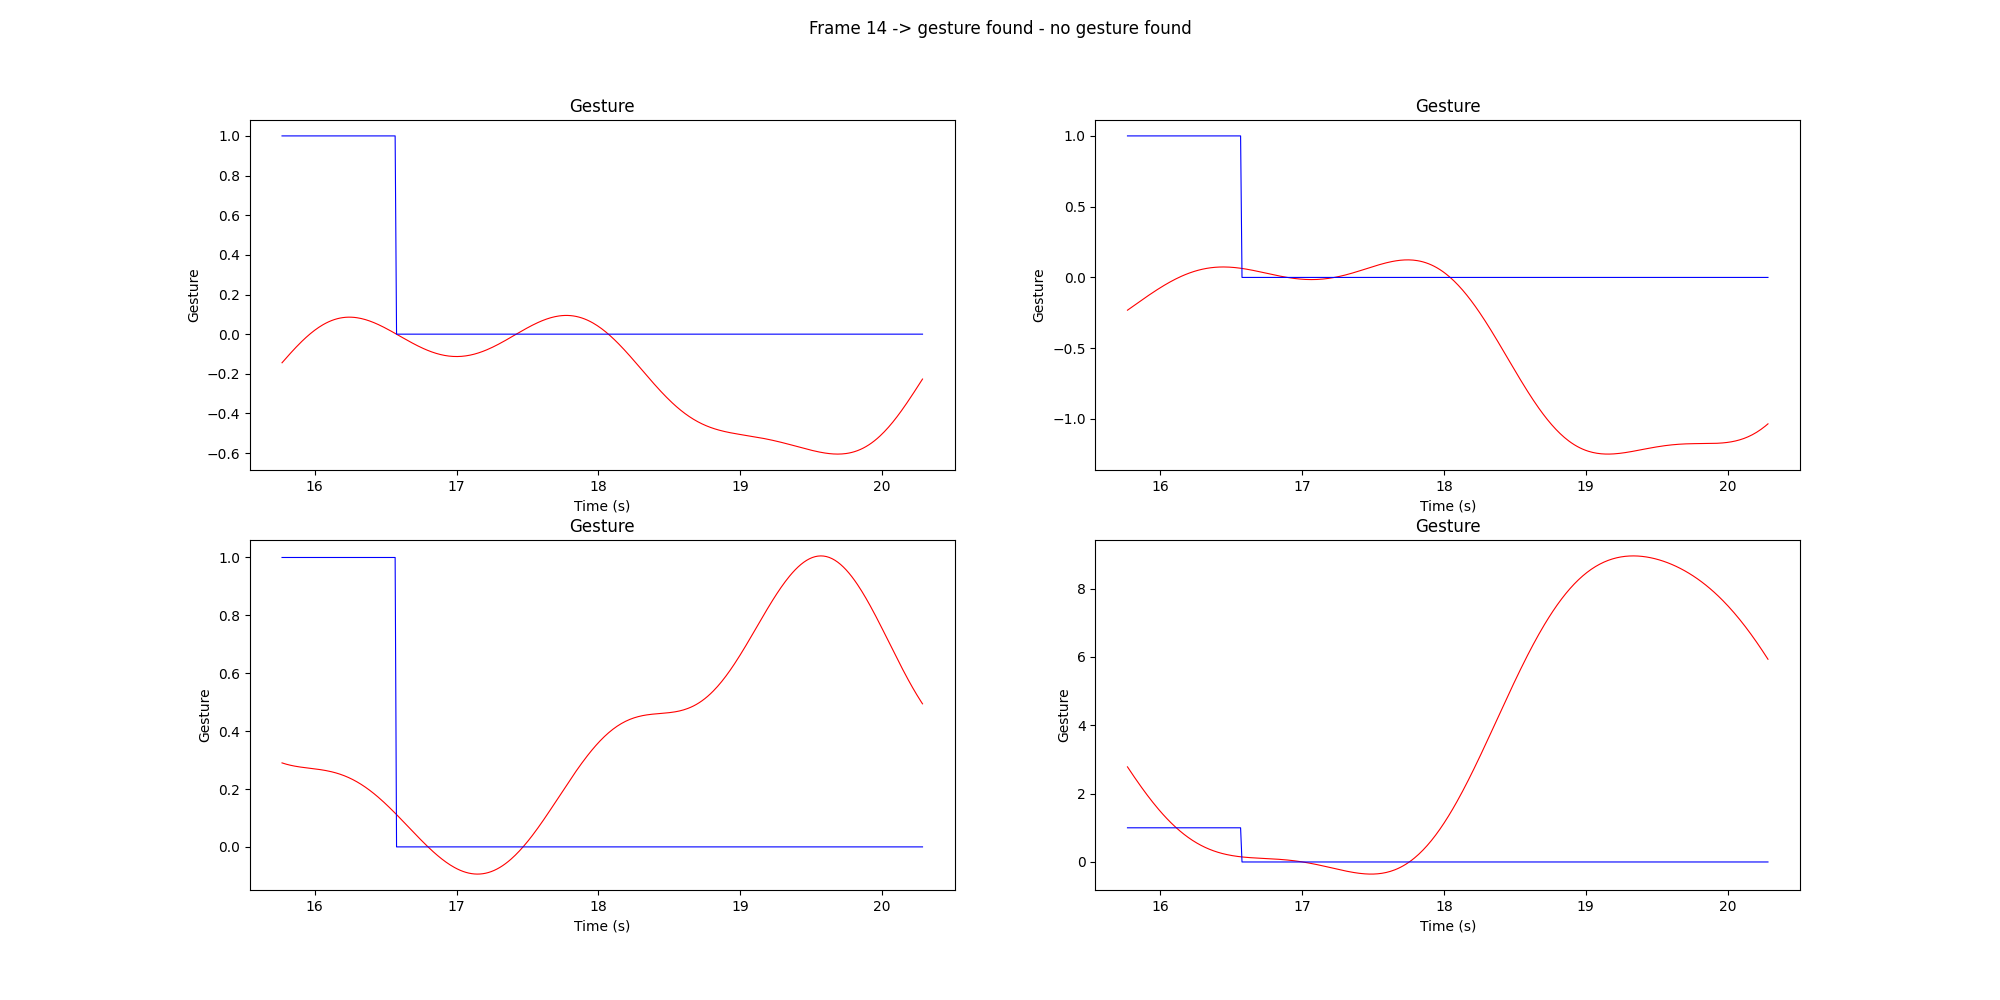 Frame 14 -> gesture found - no gesture found
Gesture
Gesture
1.0
0.8
0.6
0.4
0.2
0.0
−0.2
−0.4
−0.6
Gesture
16 17 18 19 20
Time (s)
1.0
0.5
0.0
−0.5
−1.0
Gesture
16 17 18 19 20
Time (s)
Gesture
Gesture
1.0
0.8
0.6
0.4
0.2
0.0
Gesture
16 17 18 19 20
Time (s)
8
6
4
2
0
Gesture
16 17 18 19 20
Time (s)